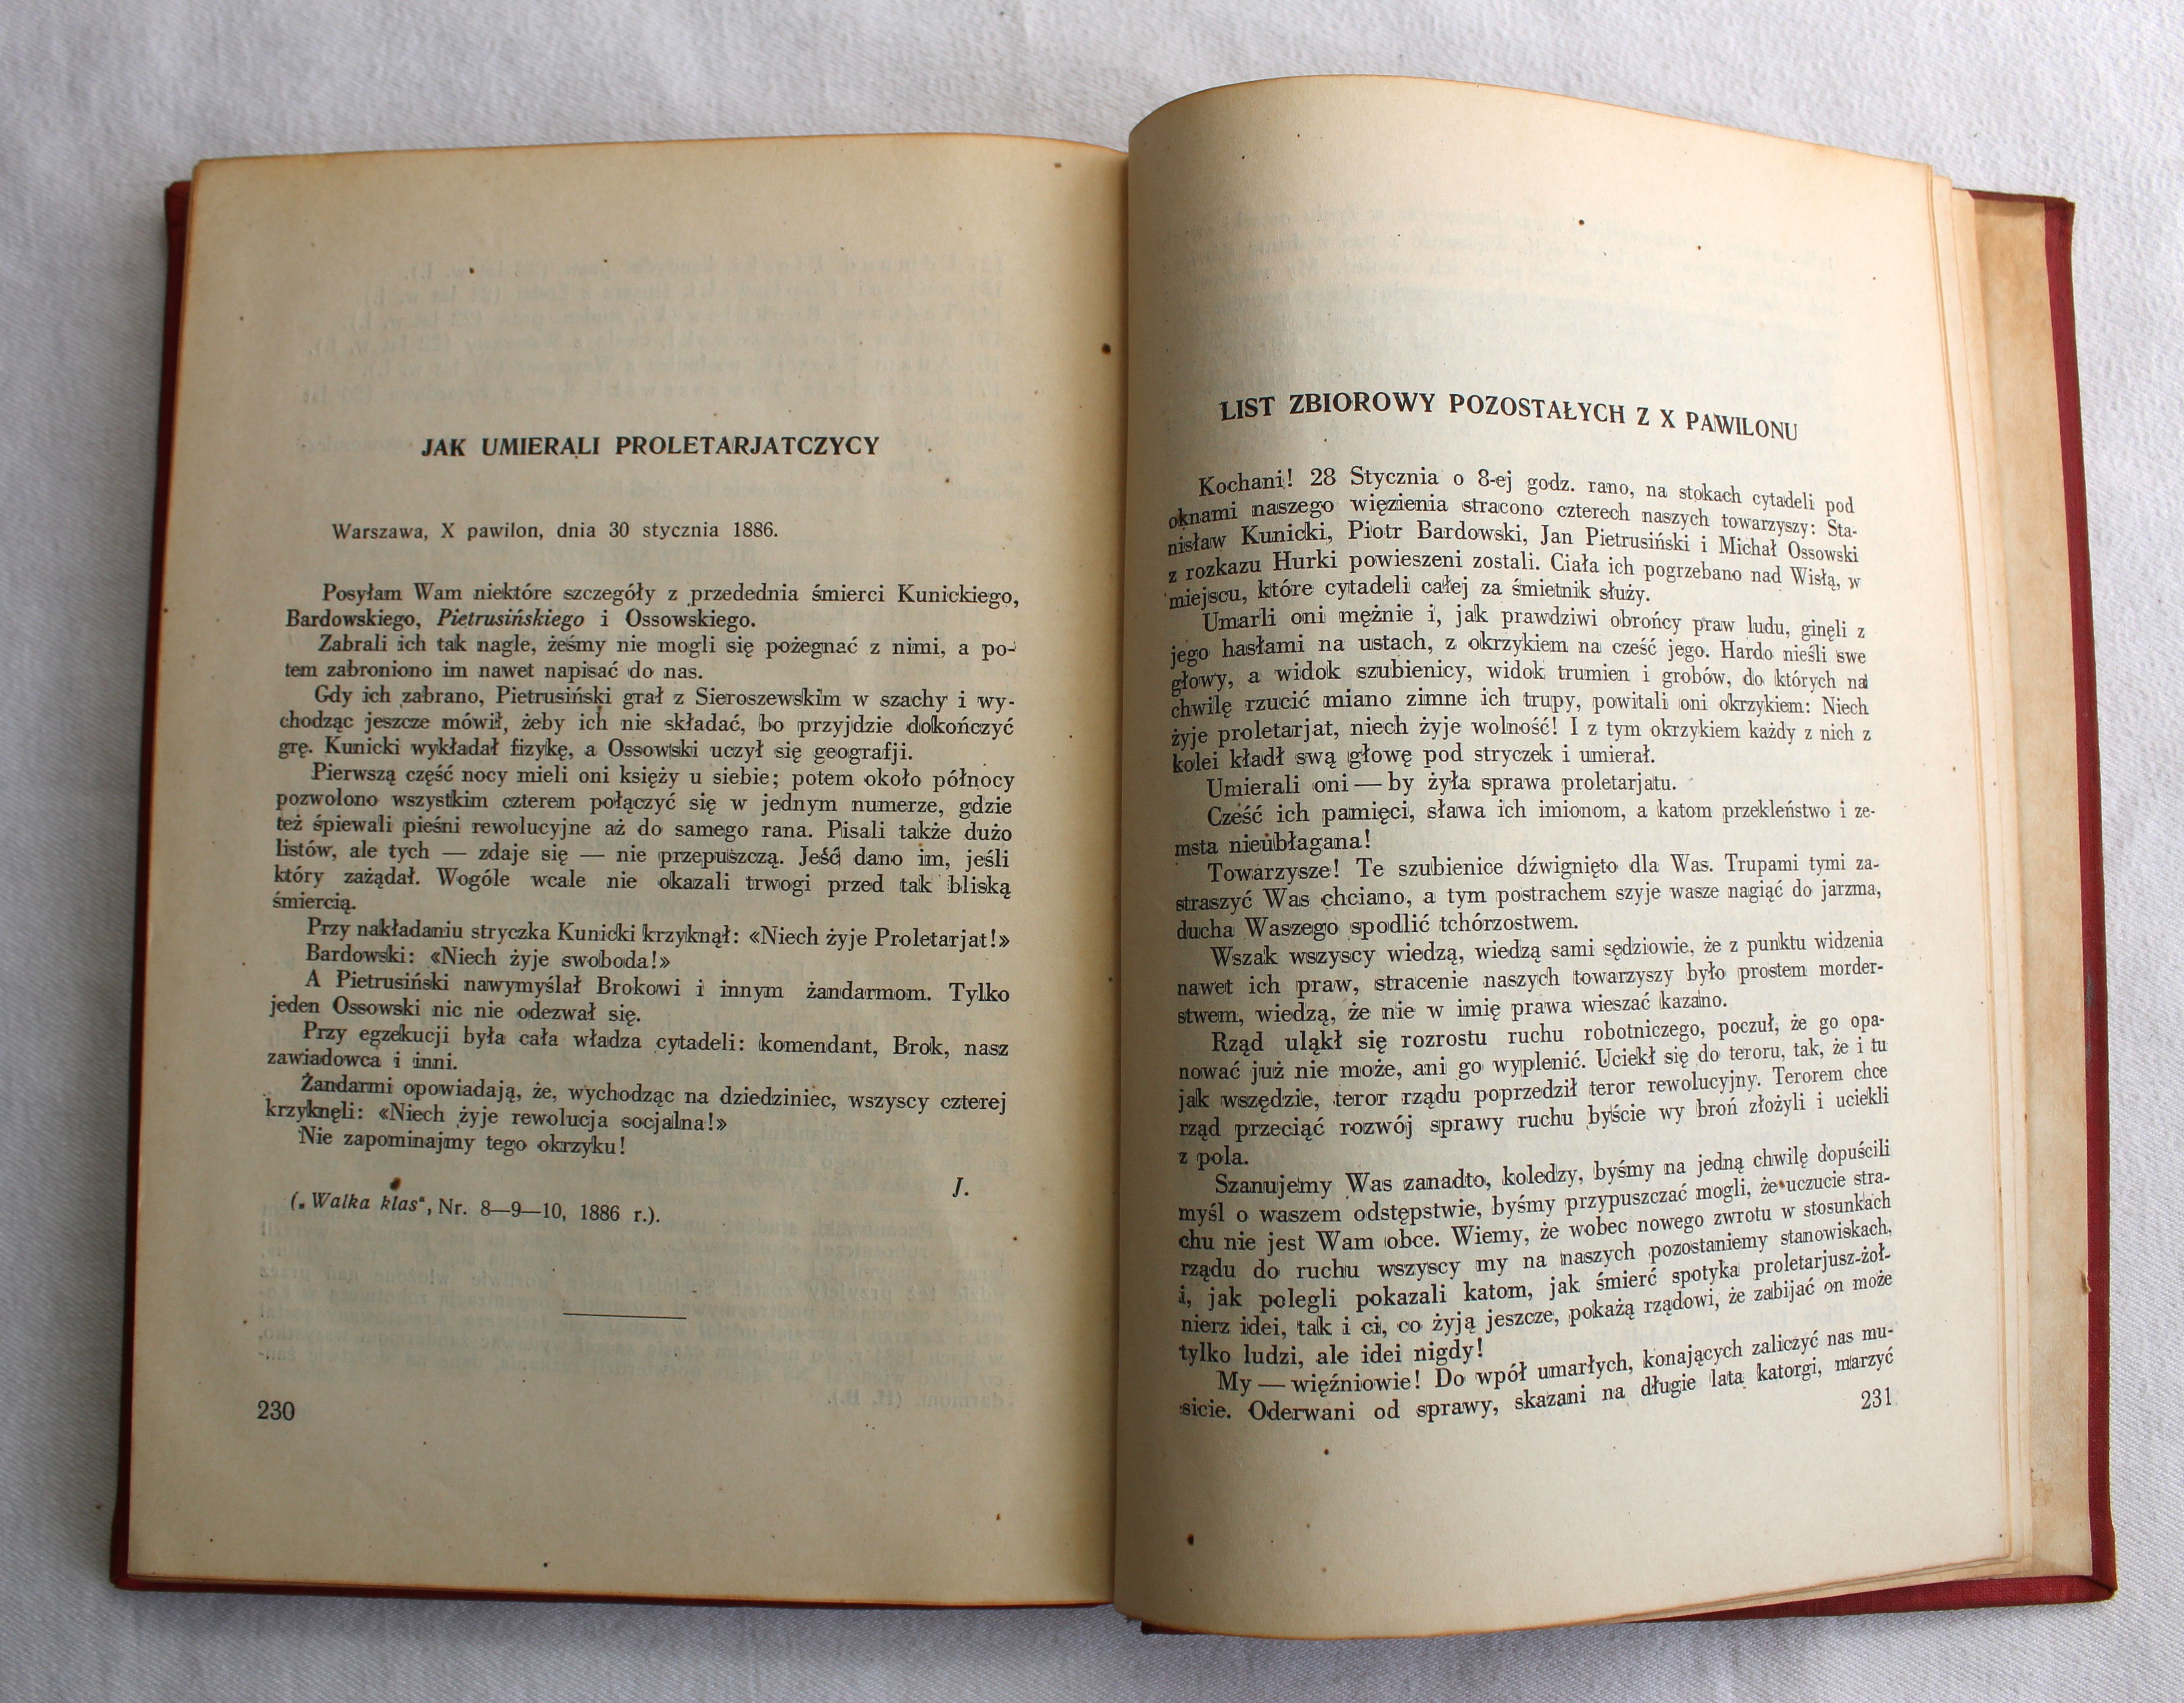 JAK UMIERALI PROLETARJATCZYCY
Warszawa, X pawilon, dnia 30 stycznia 1886.
Posyłam Wam niektóre szczegóły z przedednia śmierci Kunickiego,
Bardowskiego, Pietrusińskiego i Ossowskiego.
Zabrali ich tak nagle, żeśmy nie mogli się pożegnać z nimi, a po-
tem zabroniono im nawet napisać do nas.
Gdy ich zabrano, Pietrusiński grał z Sieroszewskim w szachy i wy-
chodząc jeszcze mówił, żeby ich nie składać, bo przyjdzie dokończyć
grę. Kunicki wykładał fizykę, a Ossowski uczył się geografji.
Pierwszą część nocy mieli oni księży u siebie; potem około północy
pozwolono wszystkim czterem połączyć się w jednym numerze, gdzie
też śpiewali pieśni rewolucyjne aż do samego rana. Pisali także dużo
listów, ale tych — zdaje się — nie przepuszczą. Jeść dano im, jeśli
który zażądał. Wogóle wcale nie okazali trwogi przed tak bliską
śmiercią.
Przy nakładaniu stryczka Kunicki krzyknął: «Niech żyje Proletarjat!»
Bardowski: «Niech żyje swoboda!»
A Pietrusiński nawymyślał Brokowi i innym żandarmom. Tylko
jeden Ossowski nic nie odezwał się.
Przy egzekucji była cała władza cytadeli: komendant, Brok, nasz
zawiadowca i inni.
Żandarmi opowiadają, że, wychodząc na dziedziniec, wszyscy czterej
krzyknęli: «Niech żyje rewolucja socjalna!»
Nie zapominajmy tego okrzyku!
J.
(„Walka klas", Nr. 8—9—10, 1886 r.).
230
LIST ZBIOROWY POZOSTAŁYCH Z X PAWILONU
Kochani! 28 Stycznia o 8-ej godz. rano, na stokach cytadeli pod
oknami naszego więzienia stracono czterech naszych towarzyszy: Sta-
nisław Kunicki, Piotr Bardowski, Jan Pietrusiński i Michał Ossowski
z rozkazu Hurki powieszeni zostali. Ciała ich pogrzebano nad Wisłą, w
miejscu, które cytadeli całej za śmietnik służy.
Umarli oni mężnie i, jak prawdziwi obrońcy praw ludu, ginęli z
jego hasłami na ustach, z okrzykiem na cześć jego. Hardo nieśli swe
głowy, a widok szubienicy, widok trumien i grobów, do których na
chwilę rzucić miano zimne ich trupy, powitali oni okrzykiem: Niech
żyje proletarjat, niech żyje wolność! I z tym okrzykiem każdy z nich z
kolei kładł swą głowę pod stryczek i umierał.
Umierali oni — by żyła sprawa proletarjatu.
Cześć ich pamięci, sława ich imionom, a katom przekleństwo i ze-
msta nieubłagana!
Towarzysze! Te szubienice dźwignięto dla Was. Trupami tymi za-
straszyć Was chciano, a tym postrachem szyje wasze nagiąć do jarzma,
ducha Waszego spodlić tchórzostwem.
Wszak wszyscy wiedzą, wiedzą sami sędziowie, że z punktu widzenia
nawet ich praw, stracenie naszych towarzyszy było prostem morder-
stwem, wiedzą, że nie w imię prawa wieszać kazano.
Rząd uląkł się rozrostu ruchu robotniczego, poczuł, że go opa-
nować już nie może, ani go wyplenić. Uciekł się do teroru, tak, że i tu
jak wszędzie, teror rządu poprzedził teror rewolucyjny. Terorem chce
rząd przeciąć rozwój sprawy ruchu byście wy broń złożyli i uciekli
z pola.
Szanujemy Was zanadto, koledzy, byśmy na jedną chwilę dopuścili
myśl o waszem odstępstwie, byśmy przypuszczać mogli, że uczucie stra-
chu nie jest Wam obce. Wiemy, że wobec nowego zwrotu w stosunkach
rządu do ruchu wszyscy my na naszych pozostaniemy stanowiskach,
i, jak polegli pokazali katom, jak śmierć spotyka proletarjusz-żoł-
nierz idei, tak i ci, co żyją jeszcze, pokażą rządowi, że zabijać on może
tylko ludzi, ale idei nigdy!
My — więźniowie! Do wpół umarłych, konających zaliczyć nas mu-
sicie. Oderwani od sprawy, skazani na długie lata katorgi, marzyć
231